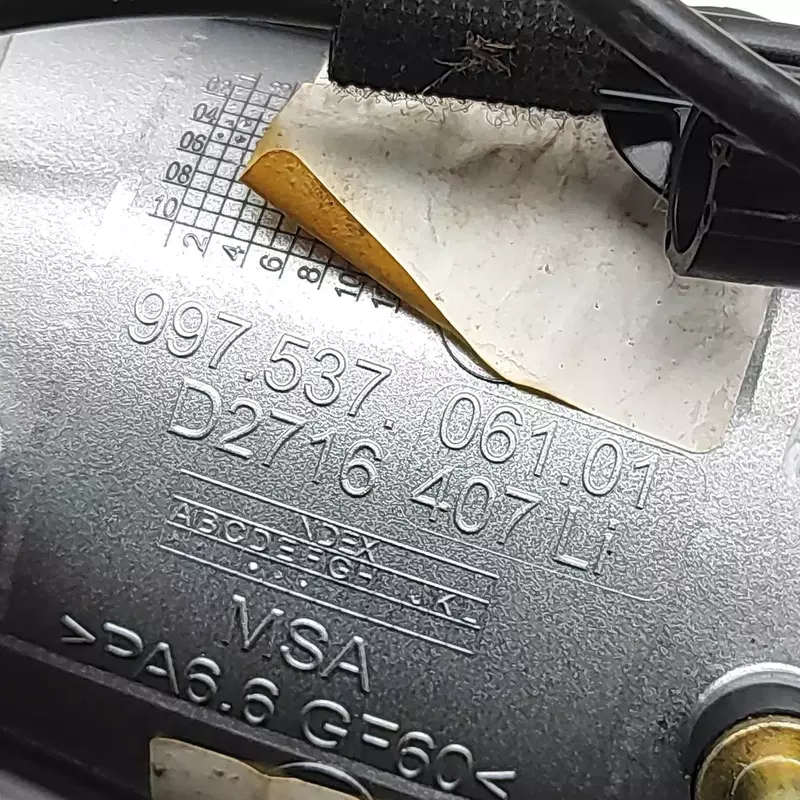 02
04
06
08
10
2 4 6 8 10
997.537. 061.01
D2716 407 Li
INDEX
ABCDEFGH JKL
MSA
>PA6.6 GF60<